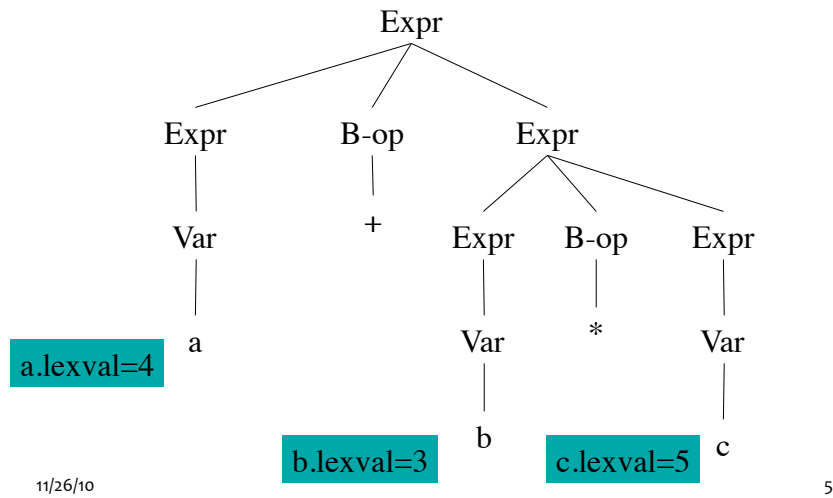 Expr
Expr B-op Expr
Var + Expr B-op Expr
a.lexval=4 a Var * Var
b.lexval=3 b c.lexval=5 c
11/26/10 5